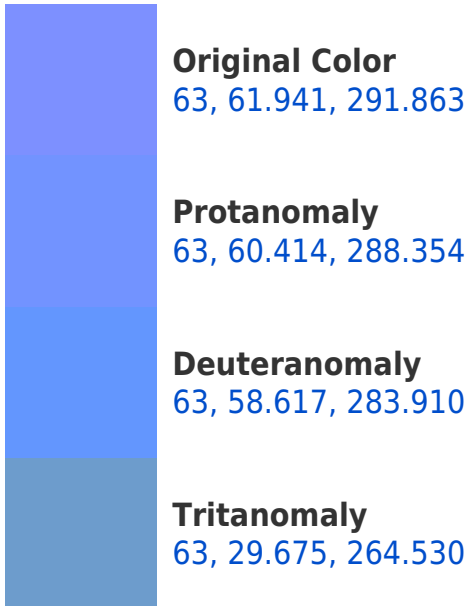 Original Color
63, 61.941, 291.863
Protanomaly
63, 60.414, 288.354
Deuteranomaly
63, 58.617, 283.910
Tritanomaly
63, 29.675, 264.530